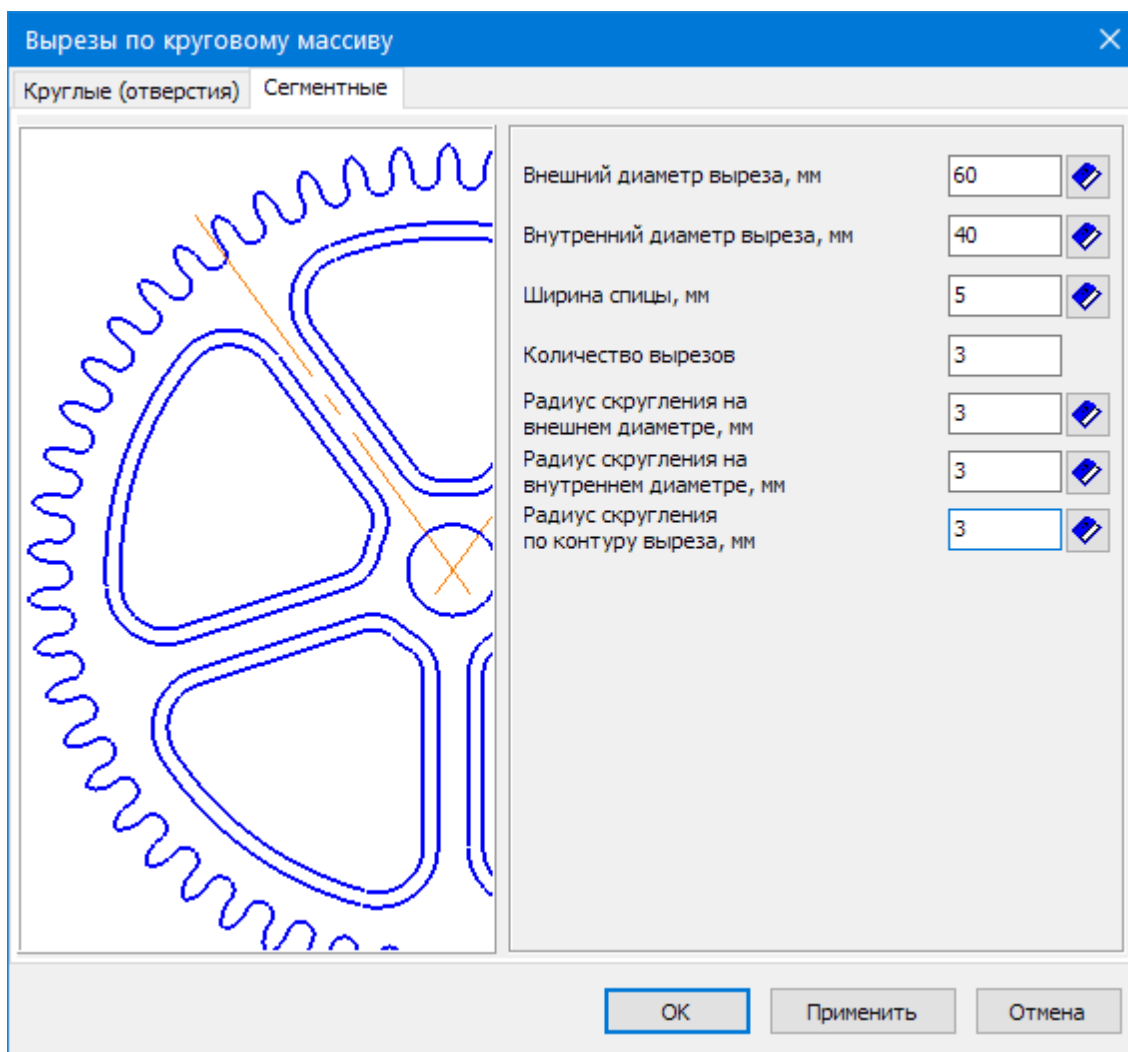 Вырезы по круговому массиву
Круглые (отверстия) Сегментные
Внешний диаметр выреза, мм 60
Внутренний диаметр выреза, мм 40
Ширина спицы, мм 5
Количество вырезов 3
Радиус скругления на
внешнем диаметре, мм 3
Радиус скругления на
внутреннем диаметре, мм 3
Радиус скругления
по контуру выреза, мм 3
OK Применить Отмена